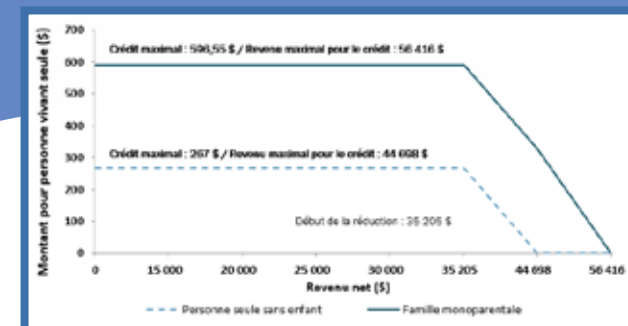 Montant pour personne vivant seule ($)
700
600
500
400
300
200
100
0
Crédit maximal : 596,55 $ / Revenu maximal pour le crédit : 56 416 $
Crédit maximal : 267 $ / Revenu maximal pour le crédit : 44 698 $
Début de la réduction : 35 205 $
0
15 000
20 000
25 000
30 000
35 205
44 698
56 416
Revenu net ($)
Personne seule sans enfant
Famille monoparentale